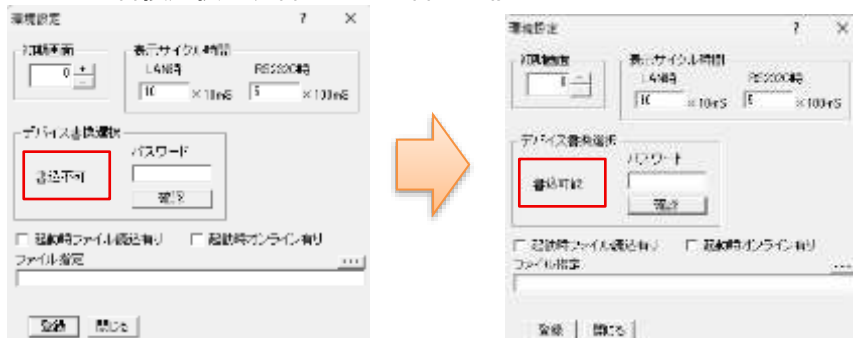 環境設定 ? ×
初期画面
0 + -
表示サイクル時間
LAN時 RS232C時
10 ×10mS 5 ×100mS
デバイス書換選択
書込不可
パスワード
確認
起動時ファイル読込有り 起動時オンライン有り
ファイル指定 ...
登録 閉じる
環境設定 ? ×
初期画面
+ -
表示サイクル時間
LAN時 RS232C時
10 ×10mS 5 ×100mS
デバイス書換選択
書込可能
パスワード
確認
起動時ファイル読込有り 起動時オンライン有り
ファイル指定 ...
登録 閉じる